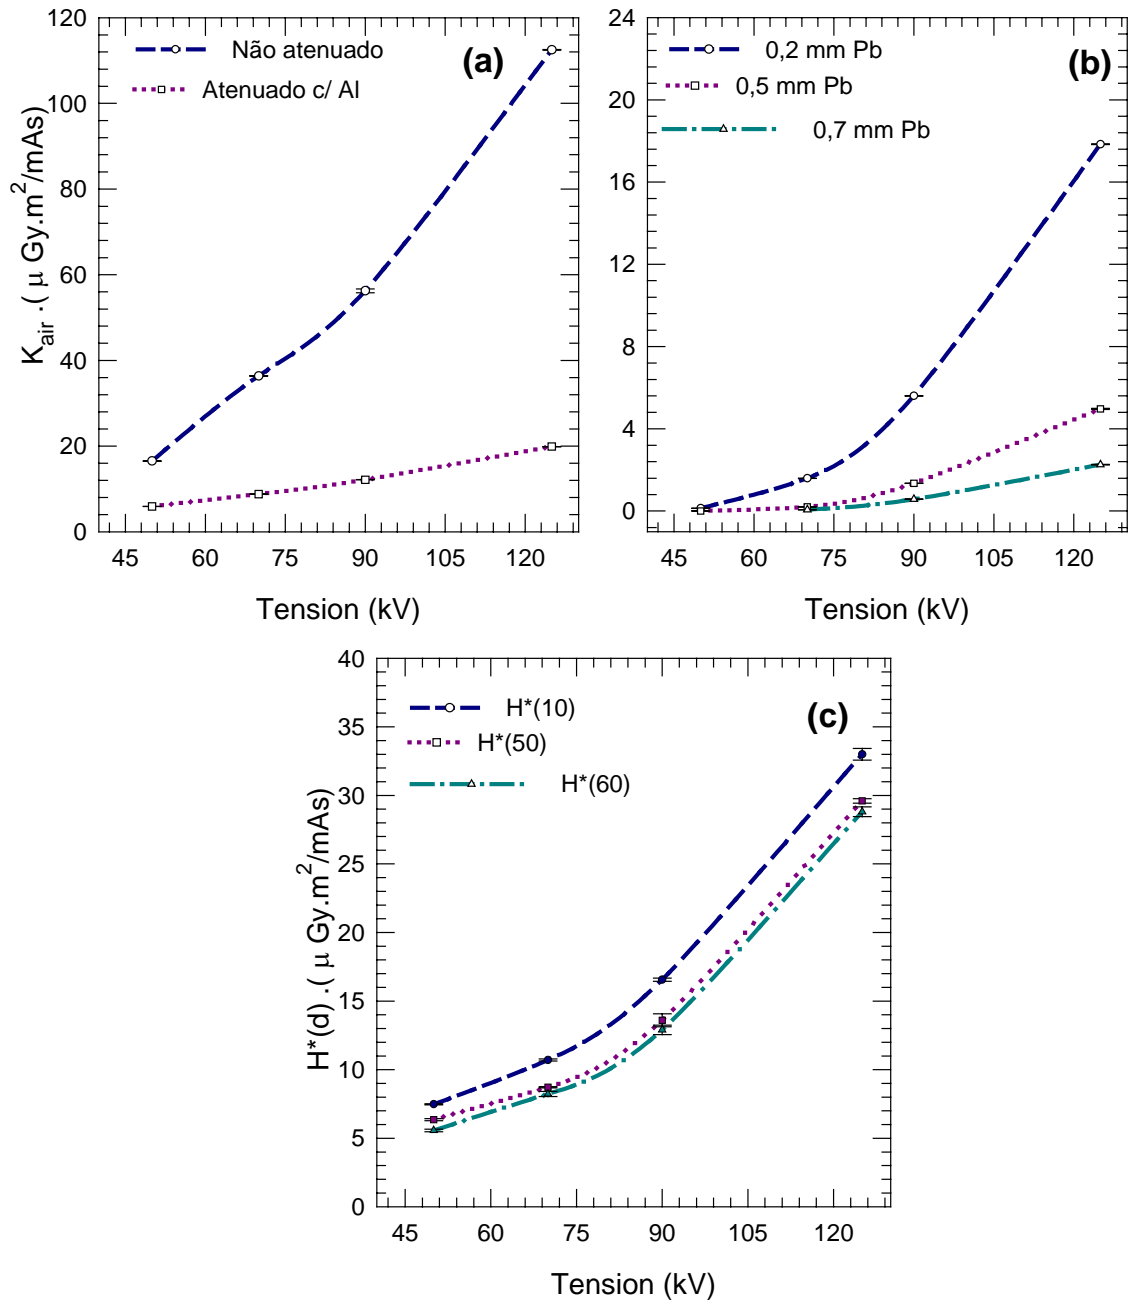 120
100
80
60
40
20
0
45 60 75 90 105 120
Tension (kV)
K_air .( μ Gy.m²/mAs)
Não atenuado
Atenuado c/ Al
(a)
24
20
16
12
8
4
0
45 60 75 90 105 120
Tension (kV)
0,2 mm Pb
0,5 mm Pb
0,7 mm Pb
(b)
40
35
30
25
20
15
10
5
0
45 60 75 90 105 120
Tension (kV)
H*(d) .( μ Gy.m²/mAs)
H*(10)
H*(50)
H*(60)
(c)